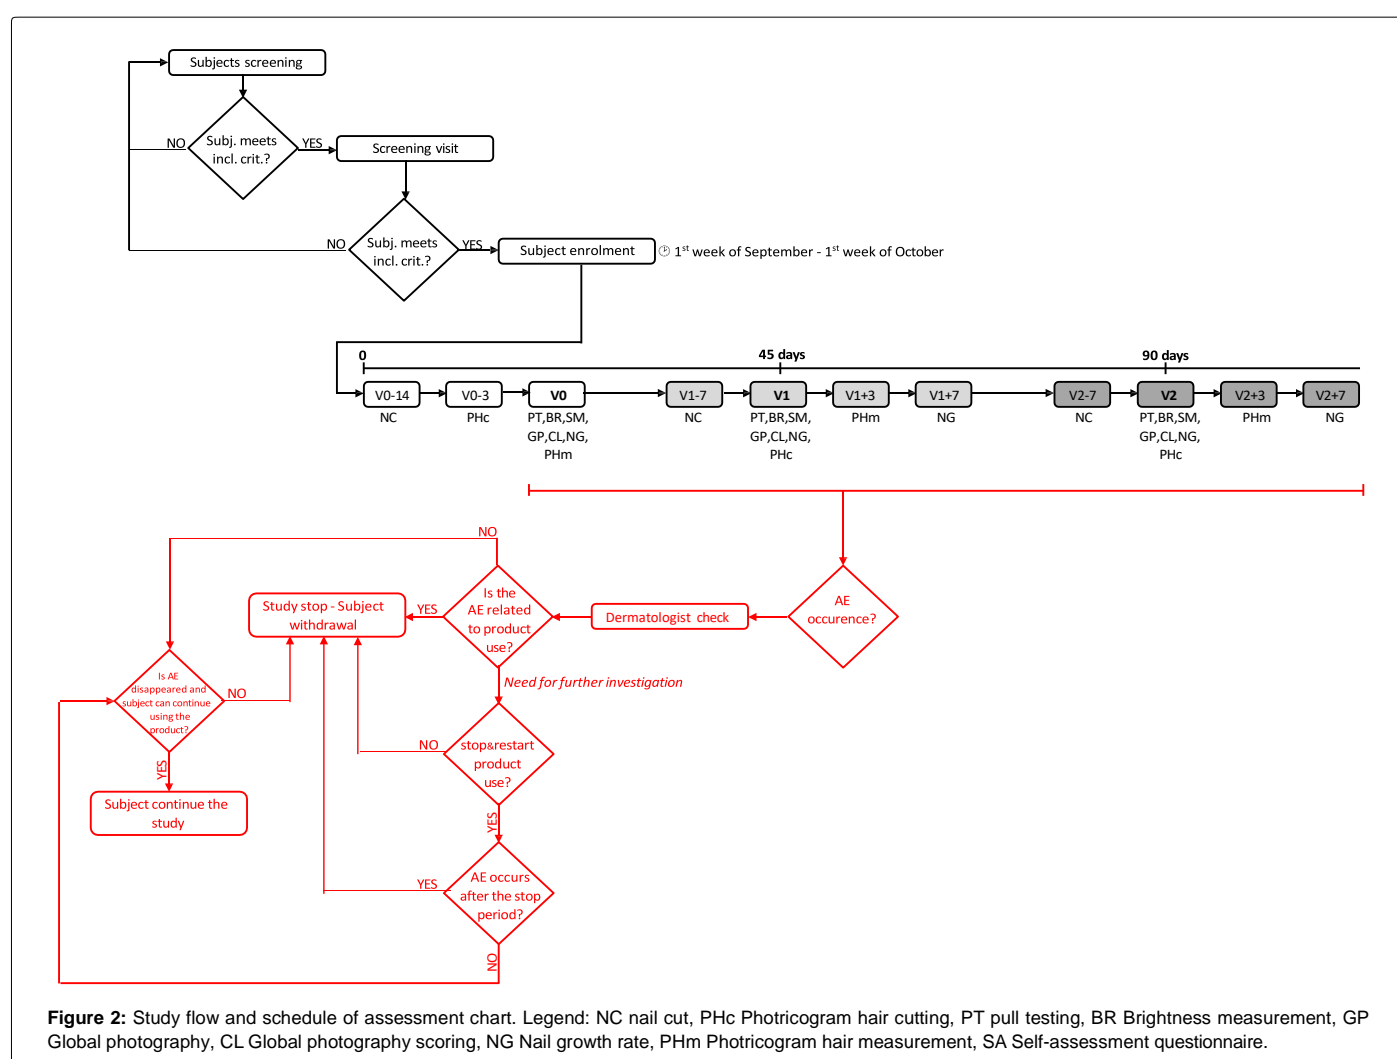 Subjects screening
Subj. meets
incl. crit.?
NO
YES
Screening visit
Subj. meets
incl. crit.?
NO
YES
Subject enrolment
1st week of September - 1st week of October
0
45 days
90 days
V0-14
V0-3
V0
V1-7
V1
V1+3
V1+7
V2-7
V2
V2+3
V2+7
NC
PHc
PT,BR,SM,
GP,CL,NG,
PHm
NC
PT,BR,SM,
GP,CL,NG,
PHc
PHm
NG
NC
PT,BR,SM,
GP,CL,NG,
PHc
PHm
NG
AE
occurence?
Dermatologist check
Is the
AE related
to product
use?
NO
YES
Study stop - Subject
withdrawal
Need for further investigation
Is AE
disappeared and
subject can continue
using the
product?
NO
YES
Subject continue the
study
stop&restart
product
use?
NO
YES
AE occurs
after the stop
period?
YES
NO
Figure 2: Study flow and schedule of assessment chart. Legend: NC nail cut, PHc Photricogram hair cutting, PT pull testing, BR Brightness measurement, GP
Global photography, CL Global photography scoring, NG Nail growth rate, PHm Photricogram hair measurement, SA Self-assessment questionnaire.